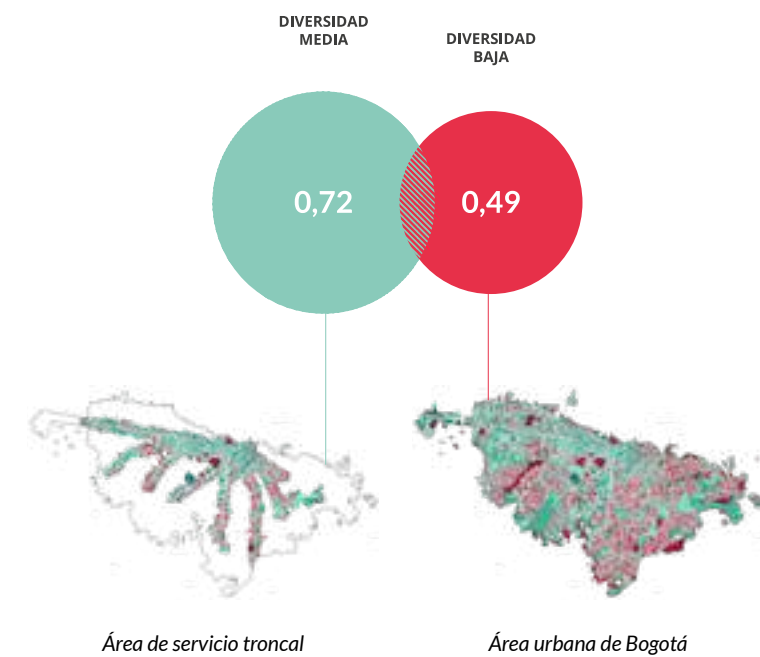 DIVERSIDAD
MEDIA
DIVERSIDAD
BAJA
0,72
0,49
Área de servicio troncal
Área urbana de Bogotá